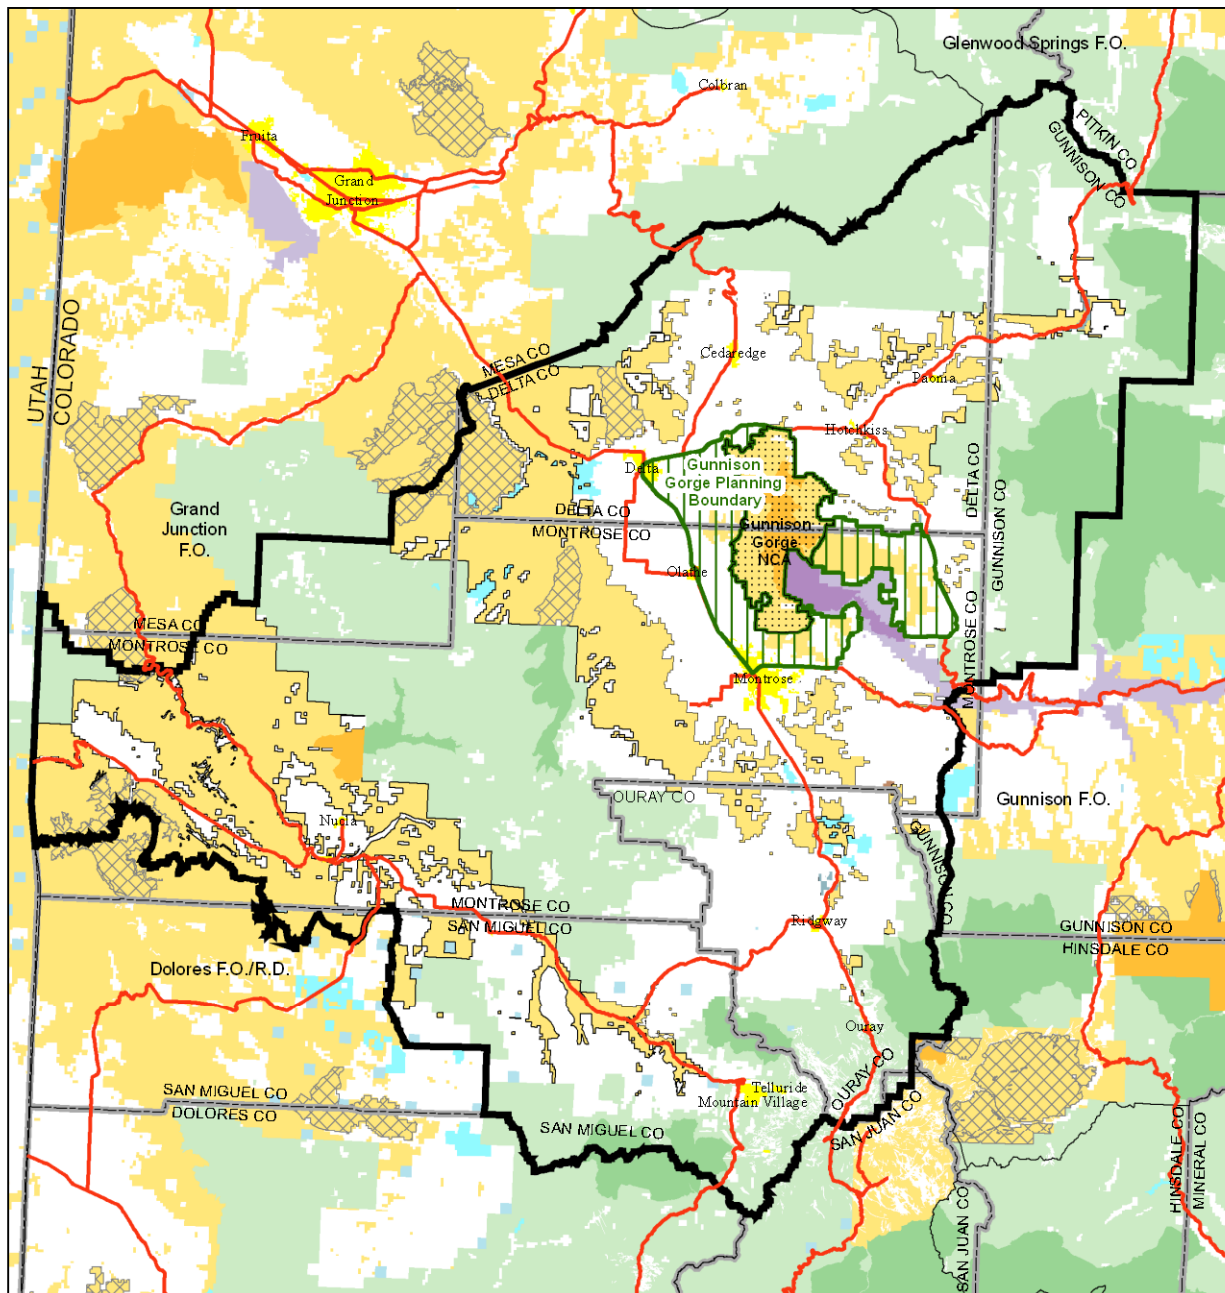 Glenwood Springs F.O.
Colbran
PITKIN CO
GUNNISON CO
Fruita
Grand
Junction
UTAH
COLORADO
MESA CO
DELTA CO
Cedaredge
Paonia
Hotchkiss
Delta
Gunnison
Gorge Planning
Boundary
DELTA CO
GUNNISON CO
Grand
Junction
F.O.
DELTA CO
MONTROSE CO
Gunnison
Gorge
NCA
Olathe
MESA CO
MONTROSE CO
MONTROSE CO
Montrose
OURAY CO
Gunnison F.O.
Nucla
GUNNISON CO
MONTROSE CO
SAN MIGUEL CO
Ridgway
GUNNISON CO
HINSDALE CO
Dolores F.O./R.D.
Ouray
SAN MIGUEL CO
DOLORES CO
Telluride
Mountain Village
OURAY CO
SAN JUAN CO
SAN MIGUEL CO
HINSDALE CO
MINERAL CO
SAN JUAN CO